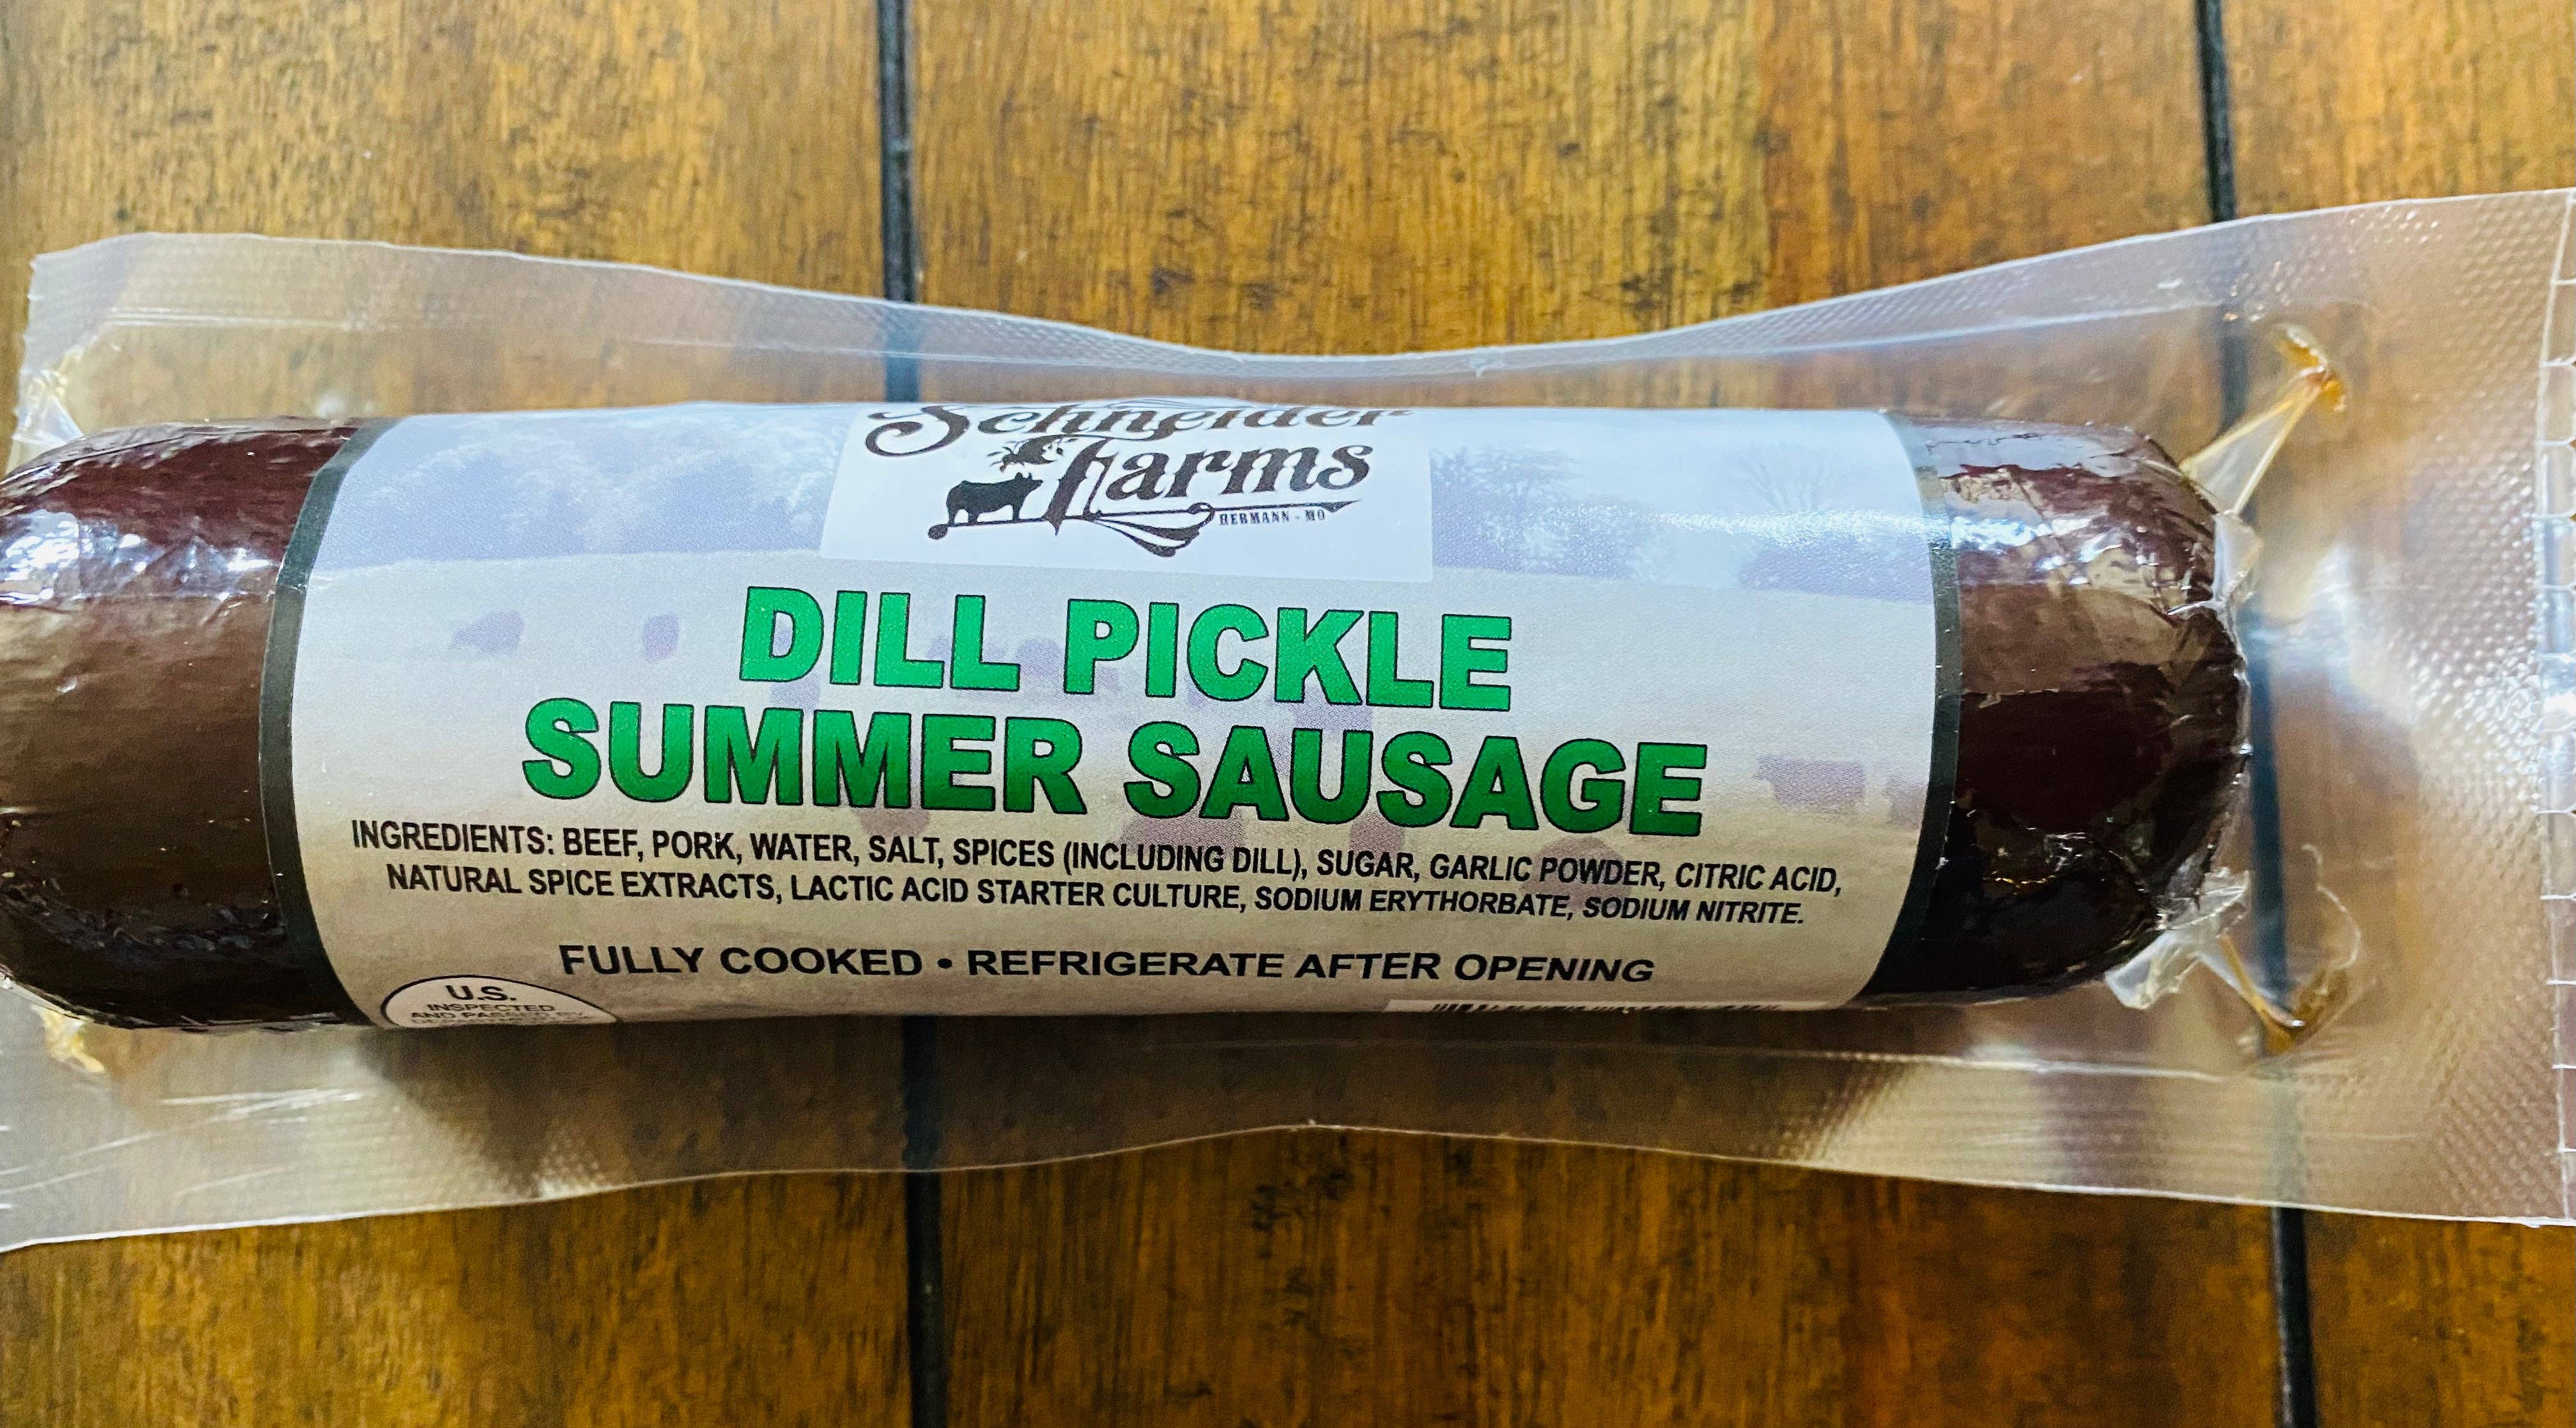 Schneider
Farms
HERMANN - MO
DILL PICKLE
SUMMER SAUSAGE
INGREDIENTS: BEEF, PORK, WATER, SALT, SPICES (INCLUDING DILL), SUGAR, GARLIC POWDER, CITRIC ACID,
NATURAL SPICE EXTRACTS, LACTIC ACID STARTER CULTURE, SODIUM ERYTHORBATE, SODIUM NITRITE.
FULLY COOKED • REFRIGERATE AFTER OPENING
U.S.
INSPECTED
AND PASSED BY